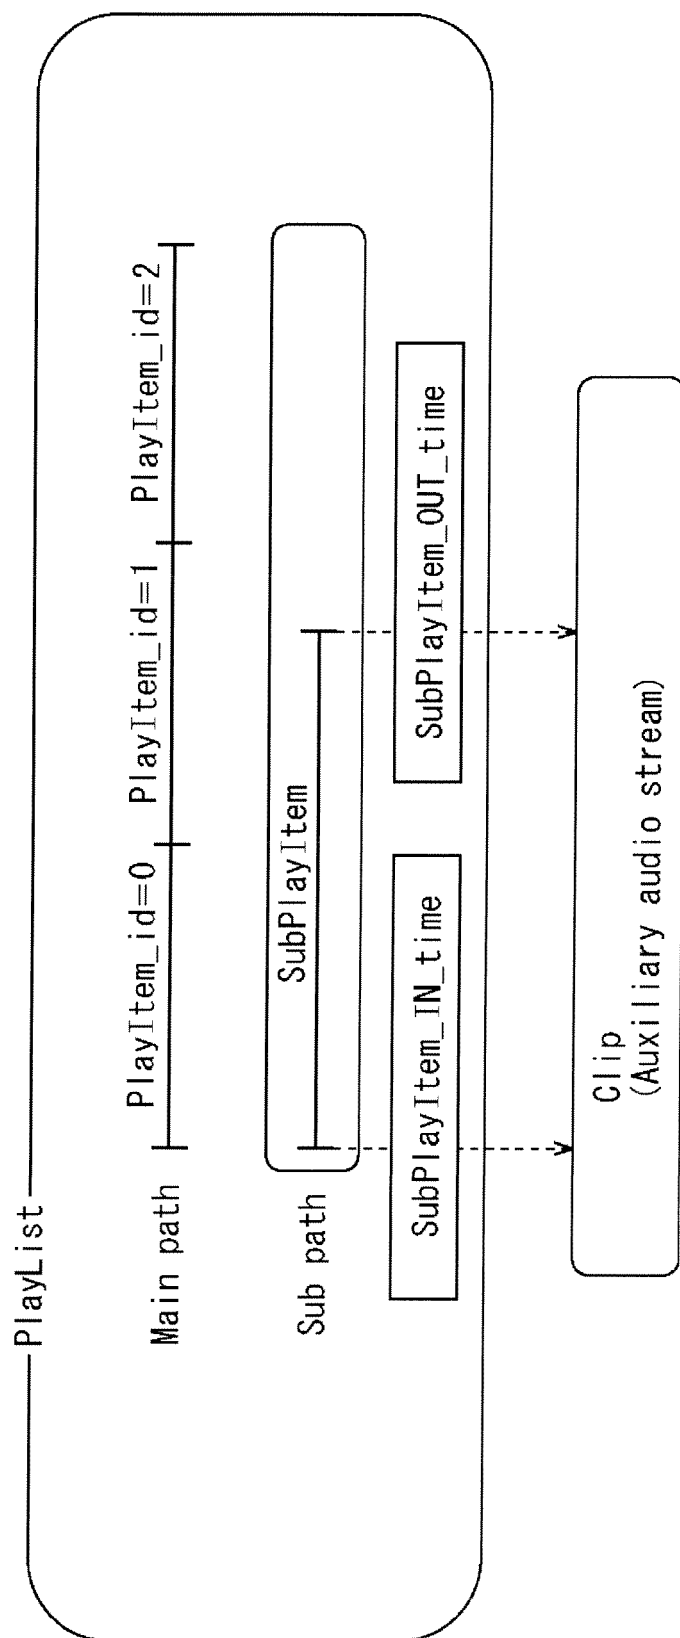 PlayList
Main path
PlayItem_id=0
PlayItem_id=1
PlayItem_id=2
Sub path
SubPlayItem
SubPlayItem_IN_time
SubPlayItem_OUT_time
Clip
(Auxiliary audio stream)